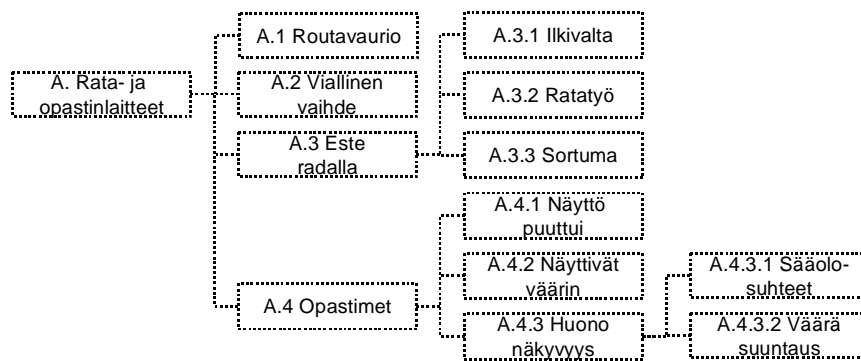 A. Rata- ja
opastinlaitteet
A.1 Routavaurio
A.2 Viallinen
vaihde
A.3 Este
radalla
A.3.1 Ilkivalta
A.3.2 Ratatyö
A.3.3 Sortuma
A.4 Opastimet
A.4.1 Näyttö
puuttui
A.4.2 Näyttivät
väärin
A.4.3 Huono
näkyvyys
A.4.3.1 Sääolo-
suhteet
A.4.3.2 Väärä
suuntaus